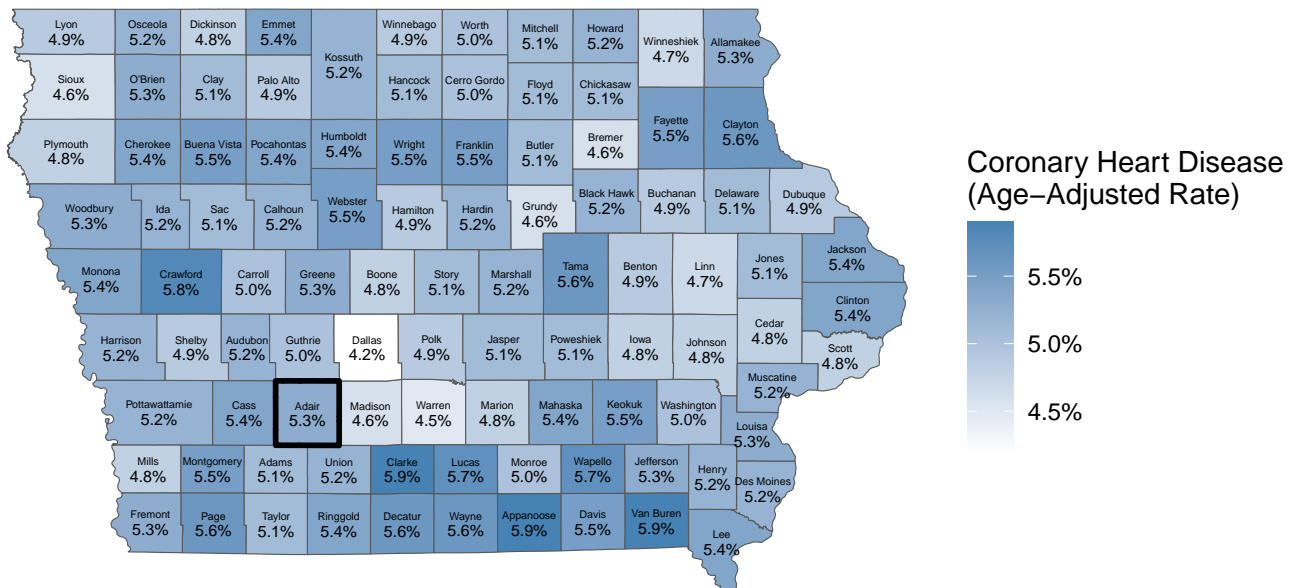 Lyon
4.9%
Osceola
5.2%
Dickinson
4.8%
Emmet
5.4%
Kossuth
5.2%
Winnebago
4.9%
Worth
5.0%
Mitchell
5.1%
Howard
5.2%
Winneshiek
4.7%
Allamakee
5.3%
Sioux
4.6%
O'Brien
5.3%
Clay
5.1%
Palo Alto
4.9%
Hancock
5.1%
Cerro Gordo
5.0%
Floyd
5.1%
Chickasaw
5.1%
Fayette
5.5%
Clayton
5.6%
Plymouth
4.8%
Cherokee
5.4%
Buena Vista
5.5%
Pocahontas
5.4%
Humboldt
5.4%
Wright
5.5%
Franklin
5.5%
Butler
5.1%
Bremer
4.6%
Woodbury
5.3%
Ida
5.2%
Sac
5.1%
Calhoun
5.2%
Webster
5.5%
Hamilton
4.9%
Hardin
5.2%
Grundy
4.6%
Black Hawk
5.2%
Buchanan
4.9%
Delaware
5.1%
Dubuque
4.9%
Monona
5.4%
Crawford
5.8%
Carroll
5.0%
Greene
5.3%
Boone
4.8%
Story
5.1%
Marshall
5.2%
Tama
5.6%
Benton
4.9%
Linn
4.7%
Jones
5.1%
Jackson
5.4%
Clinton
5.4%
Harrison
5.2%
Shelby
4.9%
Audubon
5.2%
Guthrie
5.0%
Dallas
4.2%
Polk
4.9%
Jasper
5.1%
Poweshiek
5.1%
Iowa
4.8%
Johnson
4.8%
Cedar
4.8%
Scott
4.8%
Muscatine
5.2%
Pottawattamie
5.2%
Cass
5.4%
Adair
5.3%
Madison
4.6%
Warren
4.5%
Marion
4.8%
Mahaska
5.4%
Keokuk
5.5%
Washington
5.0%
Louisa
5.3%
Mills
4.8%
Montgomery
5.5%
Adams
5.1%
Union
5.2%
Clarke
5.9%
Lucas
5.7%
Monroe
5.0%
Wapello
5.7%
Jefferson
5.3%
Henry
5.2%
Des Moines
5.2%
Fremont
5.3%
Page
5.6%
Taylor
5.1%
Ringgold
5.4%
Decatur
5.6%
Wayne
5.6%
Appanoose
5.9%
Davis
5.5%
Van Buren
5.9%
Lee
5.4%
Coronary Heart Disease
(Age−Adjusted Rate)
5.5%
5.0%
4.5%